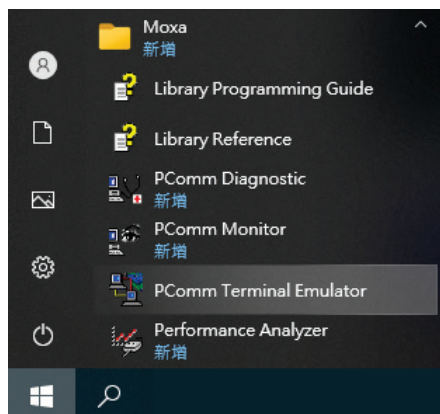 Moxa
新增
Library Programming Guide
Library Reference
PComm Diagnostic
新增
PComm Monitor
新增
PComm Terminal Emulator
Performance Analyzer
新增